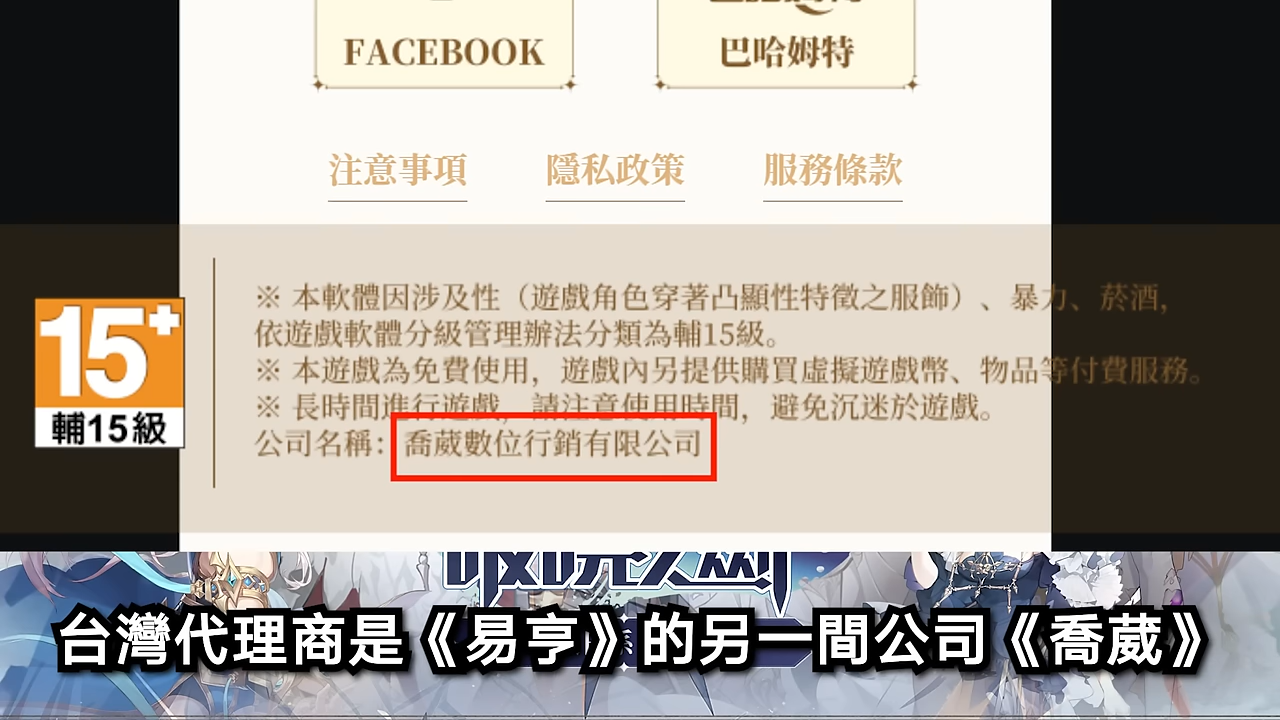 FACEBOOK
巴哈姆特
注意事項
隱私政策
服務條款
15+
輔15級
※ 本軟體因涉及性（遊戲角色穿著凸顯性特徵之服飾）、暴力、菸酒，
依遊戲軟體分級管理辦法分類為輔15級。
※ 本遊戲為免費使用，遊戲內另提供購買虛擬遊戲幣、物品等付費服務。
※ 長時間進行遊戲，請注意使用時間，避免沉迷於遊戲。
公司名稱：喬葳數位行銷有限公司
台灣代理商是《易亨》的另一間公司《喬葳》